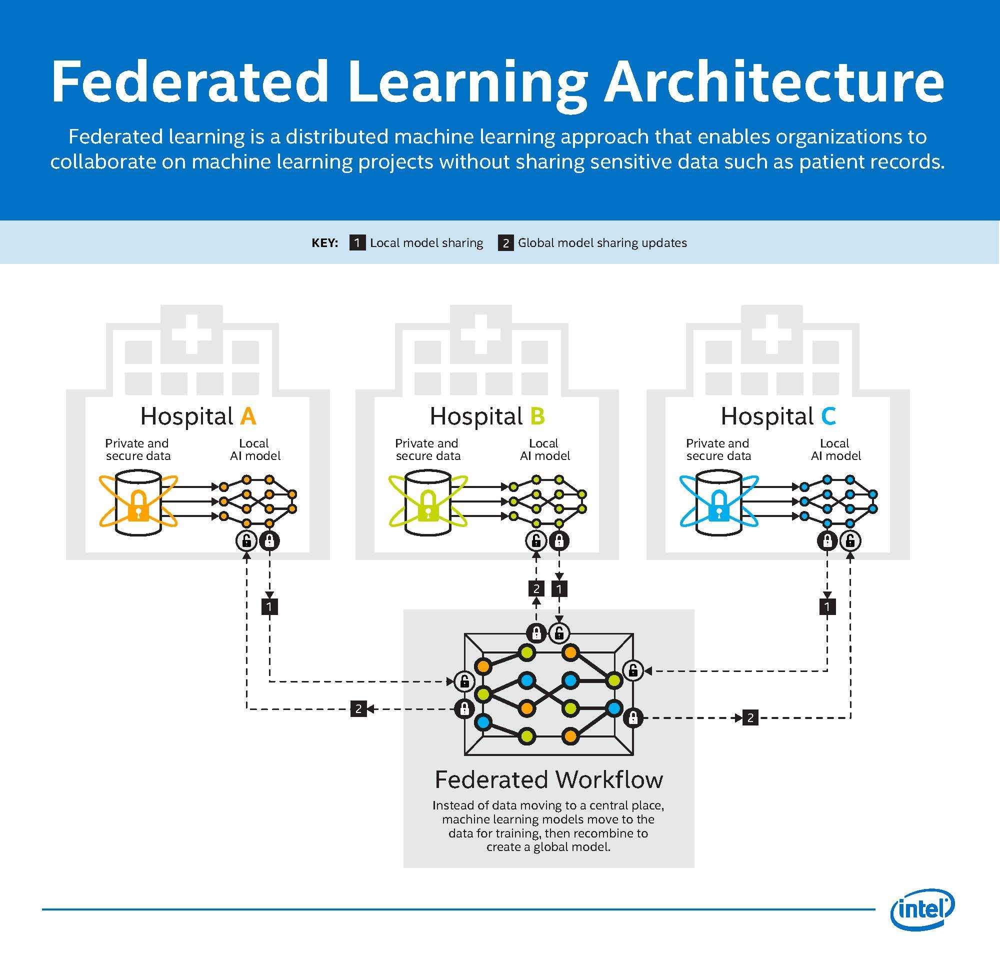 Federated Learning Architecture
Federated learning is a distributed machine learning approach that enables organizations to
collaborate on machine learning projects without sharing sensitive data such as patient records.
KEY: 1 Local model sharing 2 Global model sharing updates
Hospital A
Private and
secure data
Local
AI model
Hospital B
Private and
secure data
Local
AI model
Hospital C
Private and
secure data
Local
AI model
2
1
1
1
2
2
Federated Workflow
Instead of data moving to a central place,
machine learning models move to the
data for training, then recombine to
create a global model.
intel